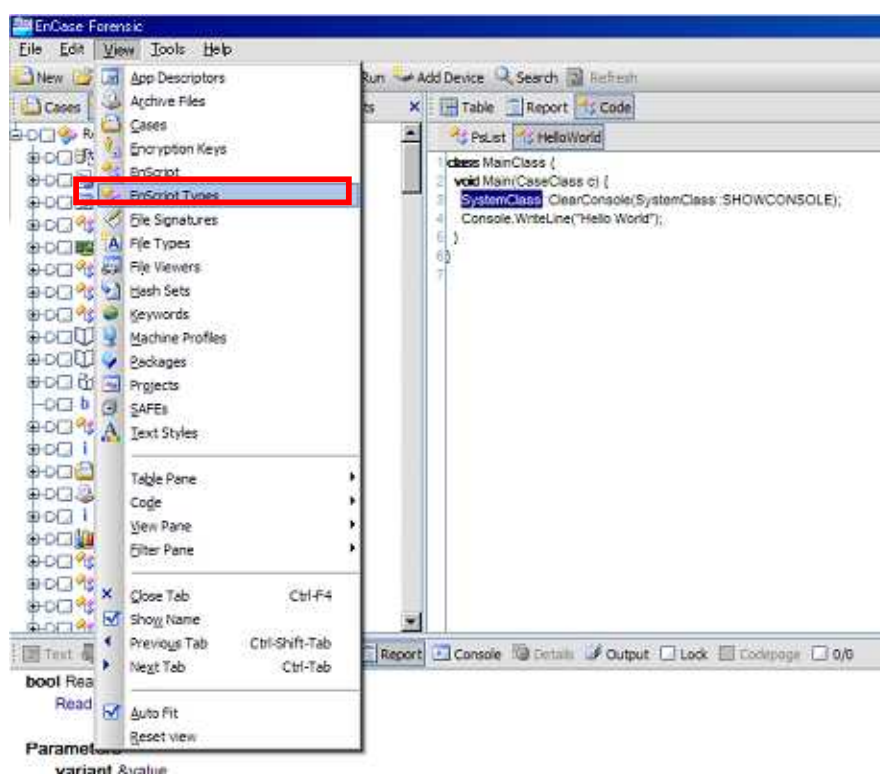 EnCase Forensic
File Edit View Tools Help
New Run Add Device Search Refresh
Cases ts
Table Report Code
PsList HelloWorld
App Descriptors
Archive Files
Cases
Encryption Keys
EnScript
EnScript Types
File Signatures
File Types
File Viewers
Hash Sets
Keywords
Machine Profiles
Packages
Projects
SAFEs
Text Styles
Table Pane
Code
View Pane
Filter Pane
Close Tab Ctrl-F4
Show Name
Previous Tab Ctrl-Shift-Tab
Next Tab Ctrl-Tab
Auto Fit
Reset view
1 class MainClass {
2 void Main(CaseClass c) {
3 SystemClass::ClearConsole(SystemClass::SHOWCONSOLE);
4 Console.WriteLine("Hello World");
}
}
7
Text Report Console Details Output Lock Codepage 0/0
bool Rea
Read
Paramet
variant &value